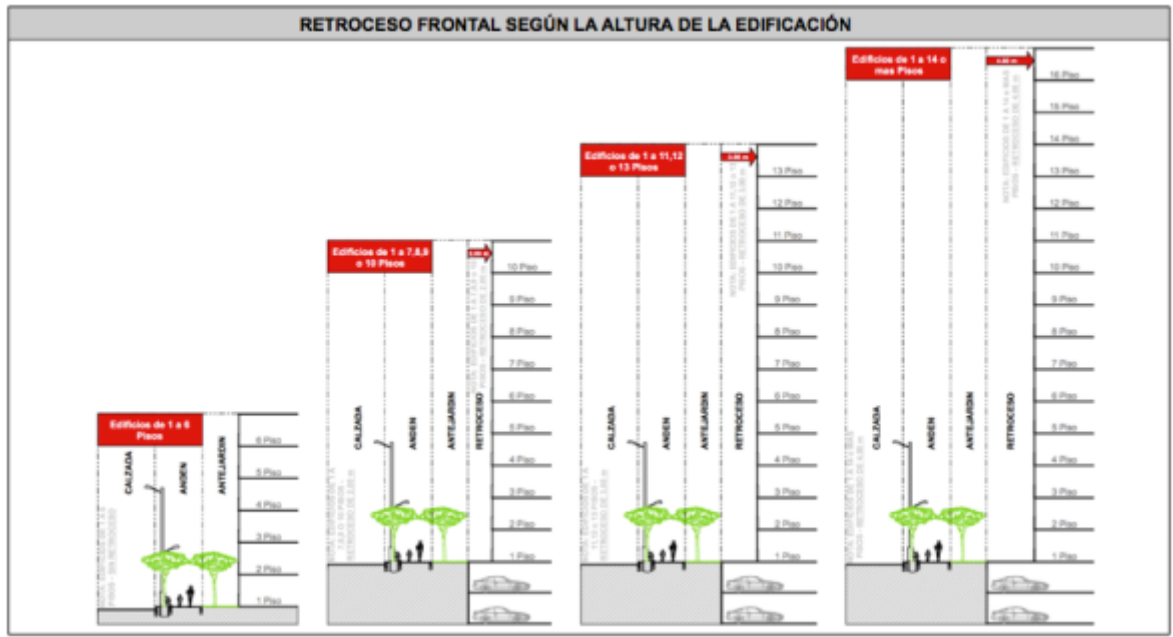 RETROCESO FRONTAL SEGÚN LA ALTURA DE LA EDIFICACIÓN
Edificios de 1 a 6
Pisos
CALZADA
ANDEN
ANTEJARDIN
6 Piso
5 Piso
4 Piso
3 Piso
2 Piso
1 Piso
Edificios de 1 a 7,8,9
o 10 Pisos
CALZADA
ANDEN
ANTEJARDIN
RETROCESO
10 Piso
9 Piso
8 Piso
7 Piso
6 Piso
5 Piso
4 Piso
3 Piso
2 Piso
1 Piso
Edificios de 1 a 11,12
o 13 Pisos
3.00 m
CALZADA
ANDEN
ANTEJARDIN
RETROCESO
13 Piso
12 Piso
11 Piso
10 Piso
9 Piso
8 Piso
7 Piso
6 Piso
5 Piso
4 Piso
3 Piso
2 Piso
1 Piso
Edificios de 1 a 14 o
mas Pisos
4.00 m
CALZADA
ANDEN
ANTEJARDIN
RETROCESO
16 Piso
15 Piso
14 Piso
13 Piso
12 Piso
11 Piso
10 Piso
9 Piso
8 Piso
7 Piso
6 Piso
5 Piso
4 Piso
3 Piso
2 Piso
1 Piso